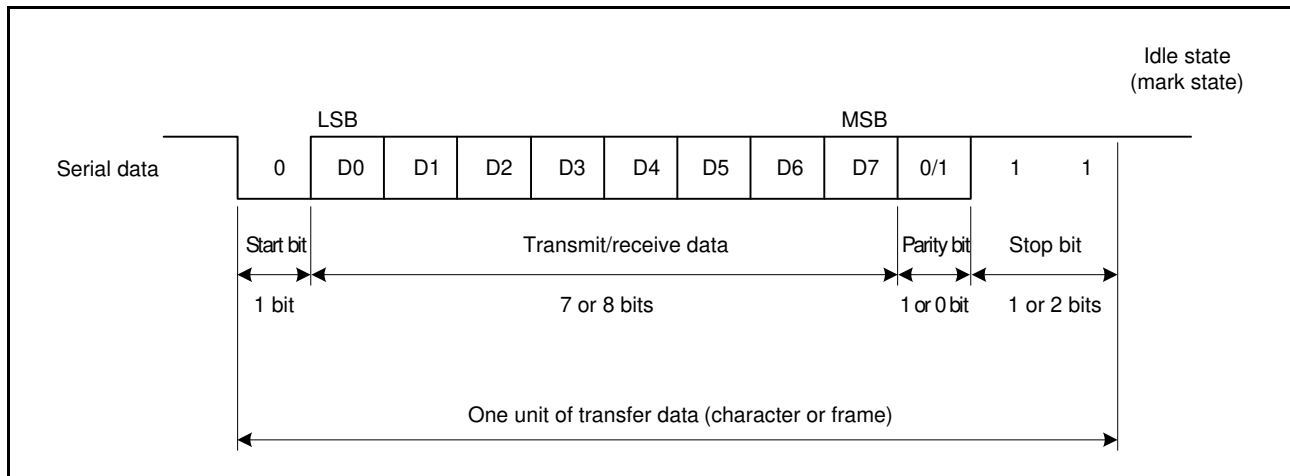 Idle state
(mark state)
LSB MSB
Serial data 0 D0 D1 D2 D3 D4 D5 D6 D7 0/1 1 1
Start bit Transmit/receive data Parity bit Stop bit
1 bit 7 or 8 bits 1 or 0 bit 1 or 2 bits
One unit of transfer data (character or frame)